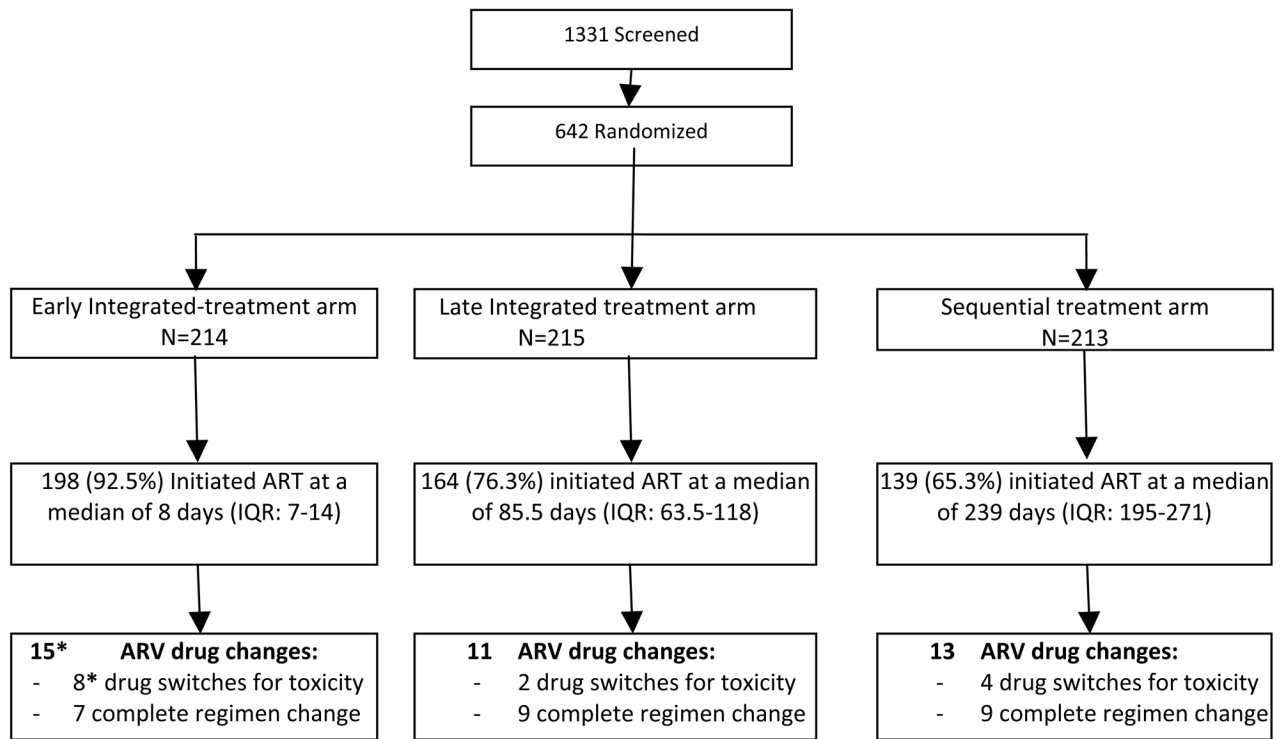 1331 Screened
642 Randomized
Early Integrated-treatment arm
N=214
Late Integrated treatment arm
N=215
Sequential treatment arm
N=213
198 (92.5%) Initiated ART at a
median of 8 days (IQR: 7-14)
164 (76.3%) initiated ART at a median
of 85.5 days (IQR: 63.5-118)
139 (65.3%) initiated ART at a median
of 239 days (IQR: 195-271)
15* ARV drug changes:
- 8* drug switches for toxicity
- 7 complete regimen change
11 ARV drug changes:
- 2 drug switches for toxicity
- 9 complete regimen change
13 ARV drug changes:
- 4 drug switches for toxicity
- 9 complete regimen change